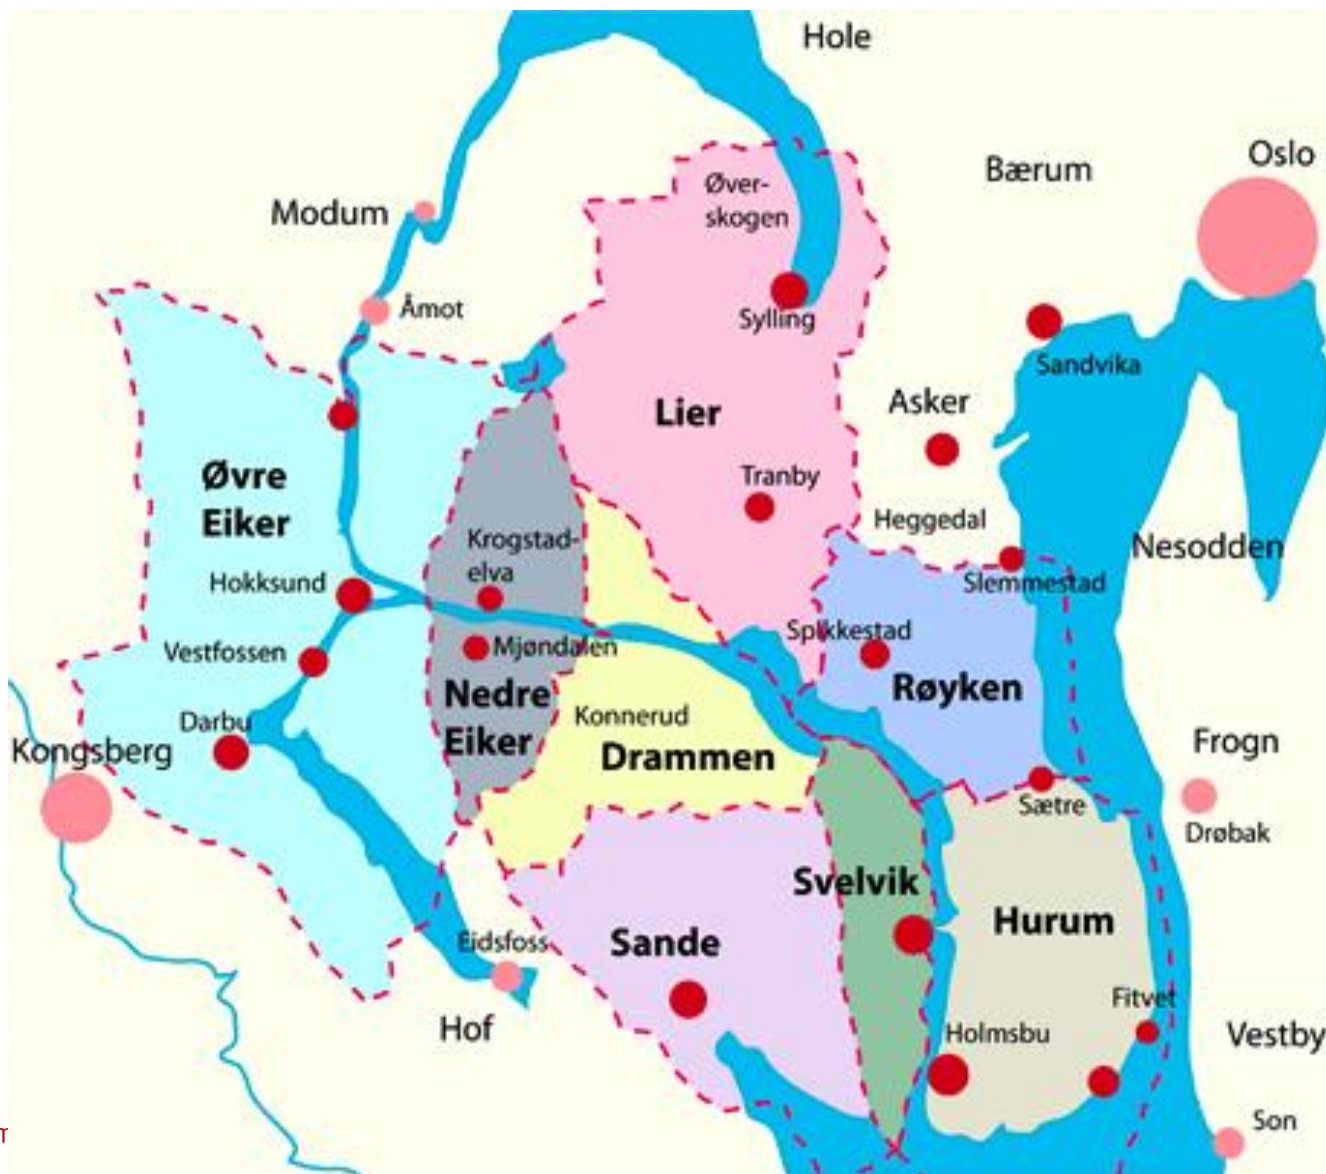 Hole
Oslo
Bærum
Øver-
skogen
Modum
Åmot
Sylling
Sandvika
Asker
Lier
Øvre
Eiker
Tranby
Heggedal
Krogstad-
elva
Nesodden
Hokksund
Slemmestad
Spikkestad
Vestfossen
Mjøndalen
Røyken
Nedre
Eiker
Darbu
Konnerud
Kongsberg
Drammen
Frogn
Sætre
Drøbak
Svelvik
Hurum
Sande
Eidsfoss
Fitvet
Hof
Holmsbu
Vestby
Son